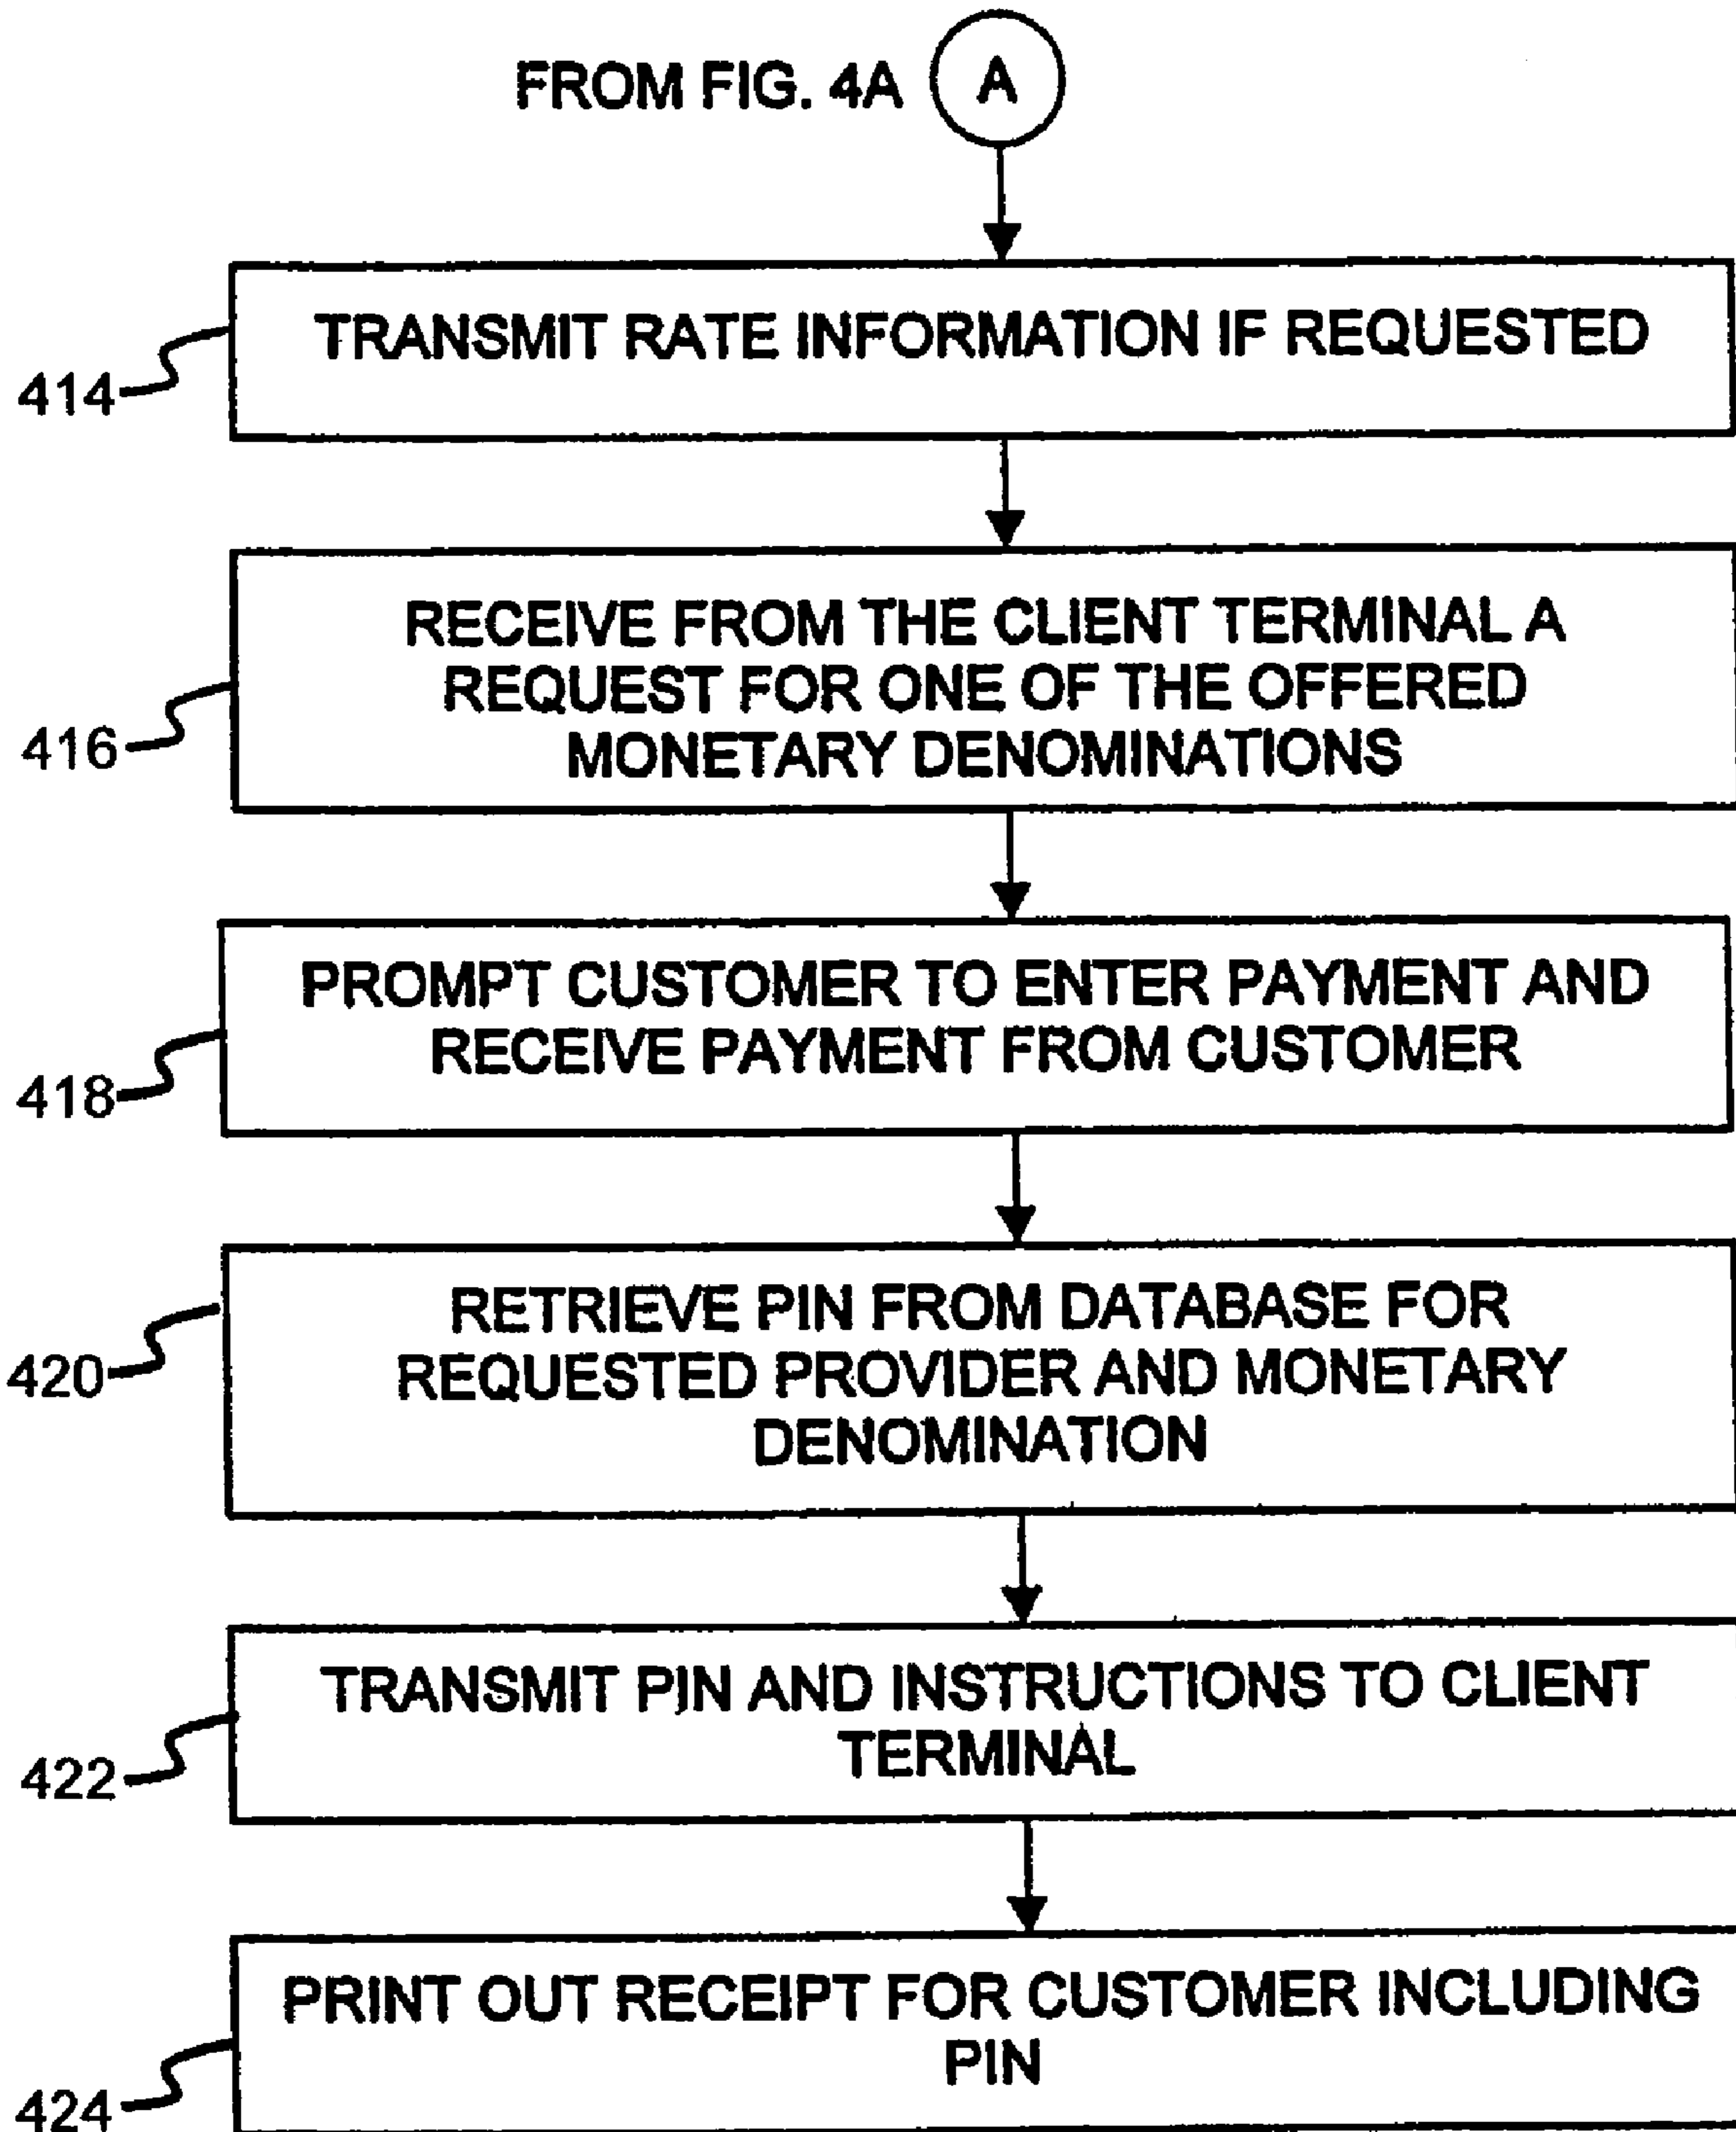 FROM FIG. 4A
A
TRANSMIT RATE INFORMATION IF REQUESTED
414
RECEIVE FROM THE CLIENT TERMINAL A
REQUEST FOR ONE OF THE OFFERED
MONETARY DENOMINATIONS
416
PROMPT CUSTOMER TO ENTER PAYMENT AND
RECEIVE PAYMENT FROM CUSTOMER
418
RETRIEVE PIN FROM DATABASE FOR
REQUESTED PROVIDER AND MONETARY
DENOMINATION
420
TRANSMIT PIN AND INSTRUCTIONS TO CLIENT
TERMINAL
422
PRINT OUT RECEIPT FOR CUSTOMER INCLUDING
PIN
424